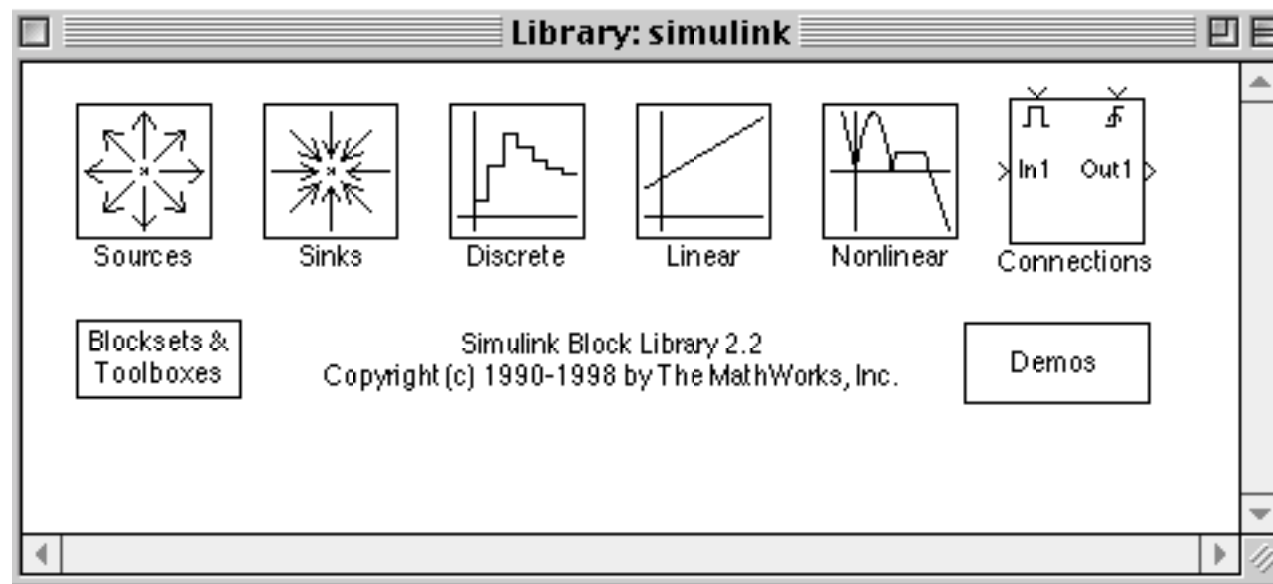 Library: simulink
In1 Out1
Sources Sinks Discrete Linear Nonlinear Connections
Blocksets &
Toolboxes
Simulink Block Library 2.2
Copyright (c) 1990-1998 by The MathWorks, Inc.
Demos